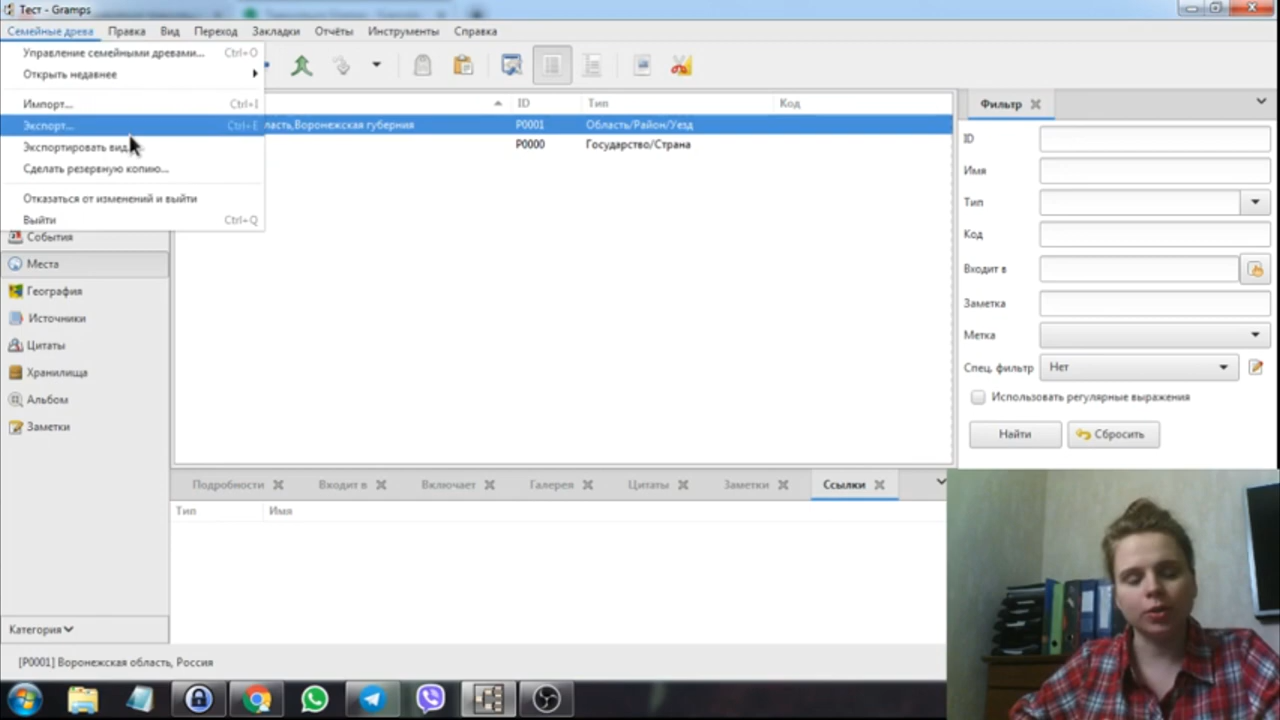 Тест - Gramps
Семейные древа Правка Вид Переход Закладки Отчёты Инструменты Справка
Управление семейными древами... Ctrl+O
Открыть недавнее
Импорт... Ctrl+I
Экспорт... Ctrl+E
Экспортировать вид...
Сделать резервную копию...
Отказаться от изменений и выйти
Выйти Ctrl+Q
ID Тип Код
Воронежская губерния P0001 Область/Район/Уезд
P0000 Государство/Страна
События
Места
География
Источники
Цитаты
Хранилища
Альбом
Заметки
Категория
Фильтр
ID
Имя
Тип
Код
Входит в
Заметка
Метка
Спец. фильтр Нет
Использовать регулярные выражения
Найти Сбросить
Подробности Входит в Включает Галерея Цитаты Заметки Ссылки
Тип Имя
[P0001] Воронежская область, Россия